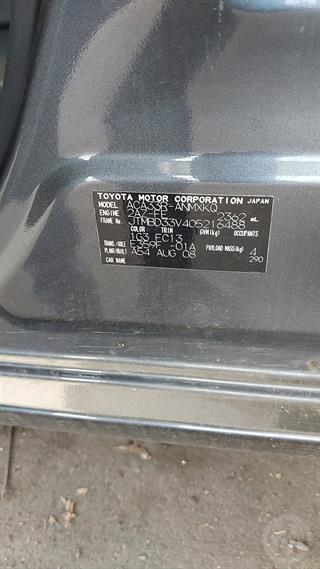 TOYOTA MOTOR CORPORATION JAPAN
MODEL ACA33R-ANMXKQ
ENGINE 2AZ-FE 2362 mL
FRAME No. JTMBD33V405216488
COLOR TRIM GVM(kg) OCCUPANTS
1G3 FC13
TRANS/AXLE E359F -01A PAYLOAD MASS(kg) 4
PLANT/BUILT A54 AUG 08
CAR NAME 290